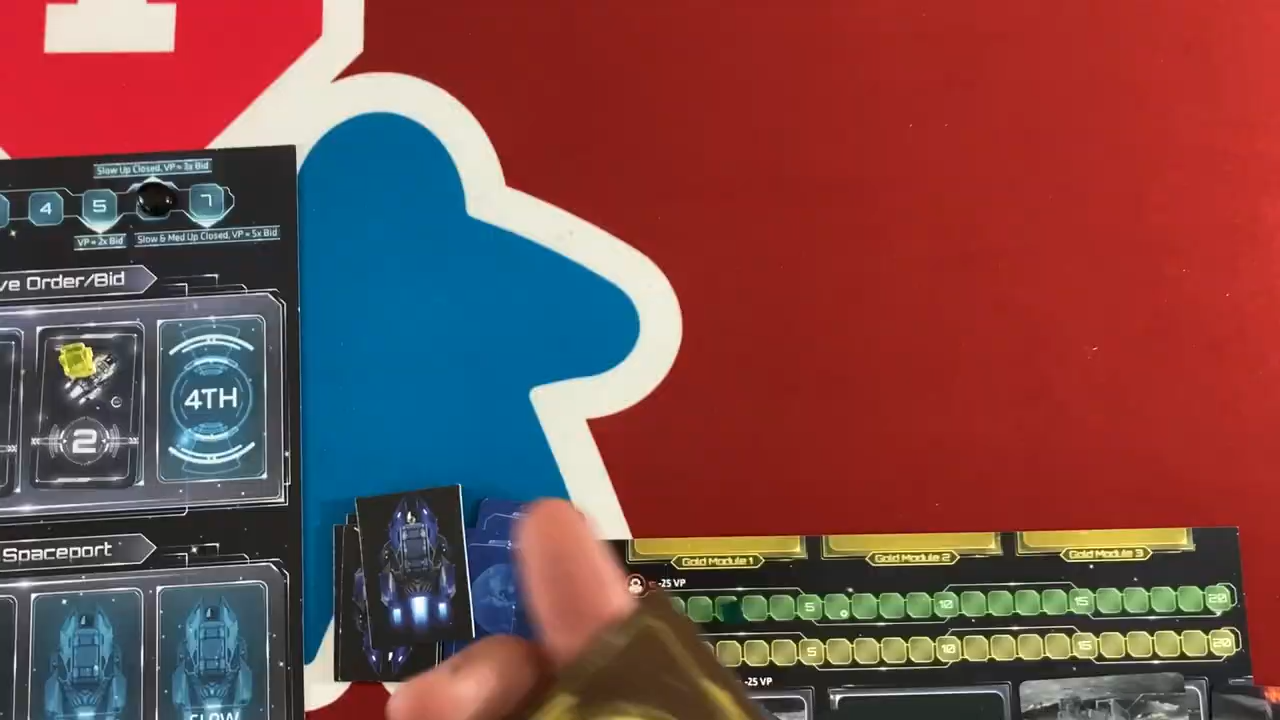 Slow Up Closed, VP = 3x Bid
4 5 7
VP = 2x Bid
Slow & Med Up Closed, VP = 5x Bid
ve Order/Bid
4TH
2
Spaceport
SLOW
Gold Module 1
Gold Module 2
Gold Module 3
-25 VP
5 10 15 20
5 10 15 20
-25 VP